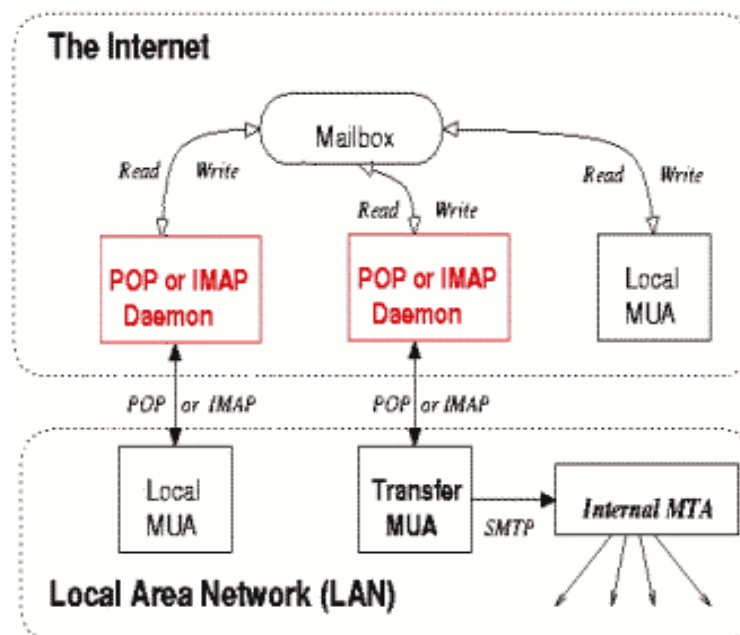 The Internet
Mailbox
Read Write
Read Write
Read Write
POP or IMAP
Daemon
POP or IMAP
Daemon
Local
MUA
POP or IMAP
POP or IMAP
Local
MUA
Transfer
MUA
SMTP
Internal MTA
Local Area Network (LAN)